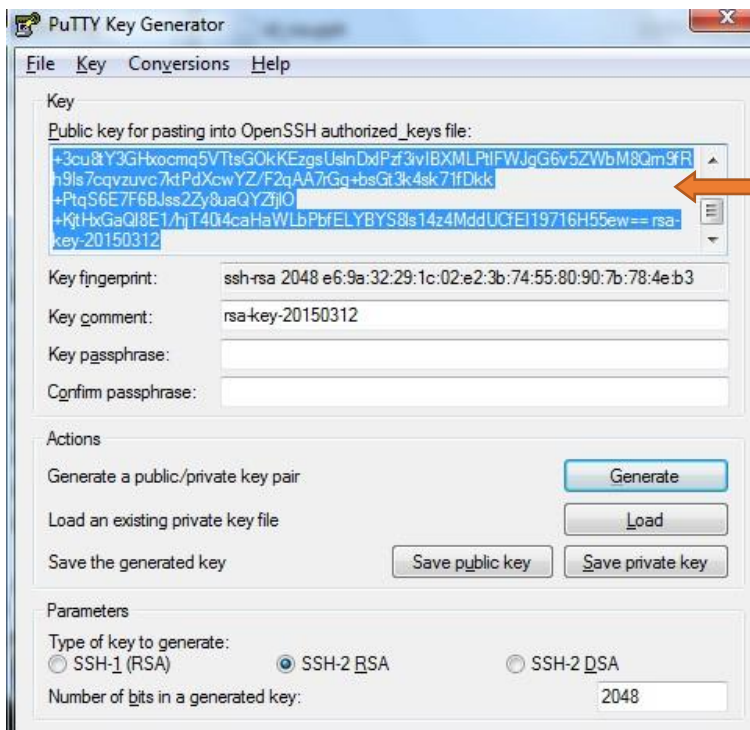 PuTTY Key Generator
File Key Conversions Help
Key
Public key for pasting into OpenSSH authorized_keys file:
+3cu8tY3GHxocmq5VTtsGOkKEzgsUslnDxlPzf3ivIBXMLPtIFWJgG6v5ZWbM8Qm9fR
h9ls7cqvzuvc7ktPdXcwYZ/F2qAA7rGg+bsGt3k4sk71fDkk
+PtqS6E7F6BJss2Zy8uaQYZfjlO
+KjtHxGaQl8E1/hjT40i4caHaWLbPbfELYBYS8ls14z4MddUCfEI19716H55ew== rsa-
key-20150312
Key fingerprint: ssh-rsa 2048 e6:9a:32:29:1c:02:e2:3b:74:55:80:90:7b:78:4e:b3
Key comment: rsa-key-20150312
Key passphrase:
Confirm passphrase:
Actions
Generate a public/private key pair Generate
Load an existing private key file Load
Save the generated key Save public key Save private key
Parameters
Type of key to generate:
SSH-1 (RSA) SSH-2 RSA SSH-2 DSA
Number of bits in a generated key: 2048